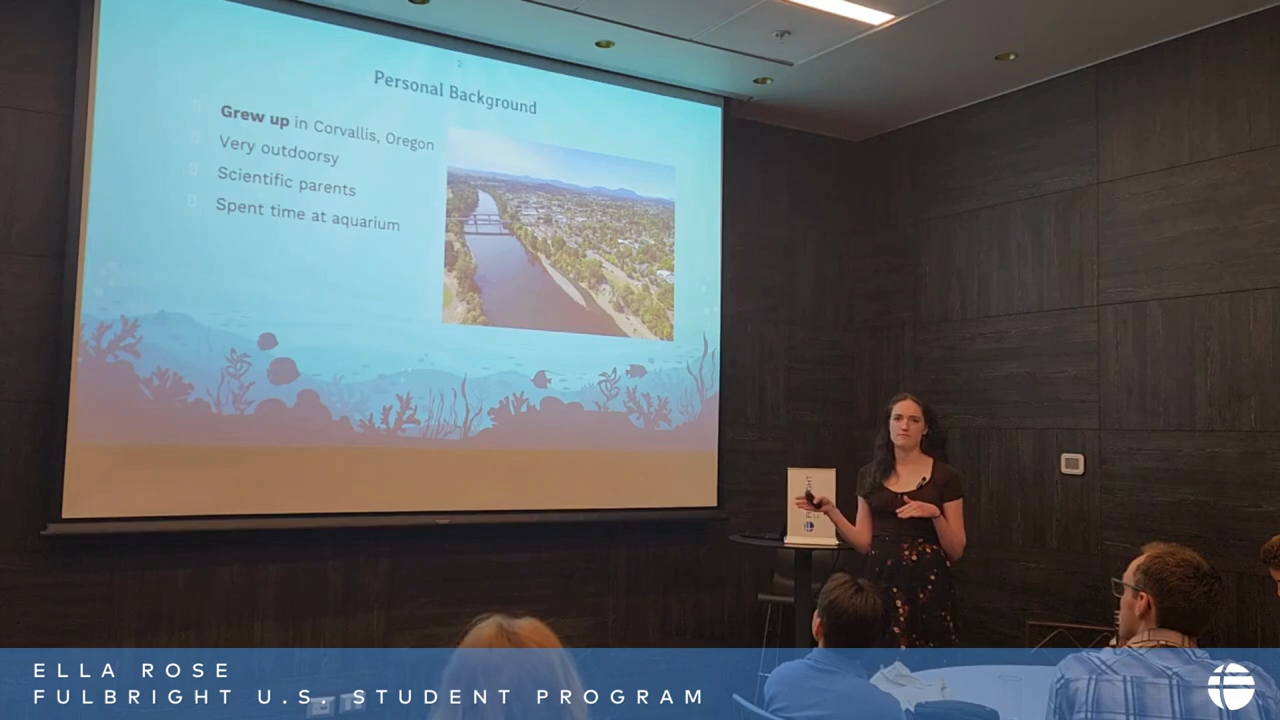 2
Personal Background
Grew up in Corvallis, Oregon
Very outdoorsy
Scientific parents
Spent time at aquarium
ELLA ROSE
FULBRIGHT U.S. STUDENT PROGRAM